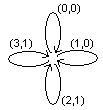 (0,0)
(3,1)
(1,0)
(2,1)